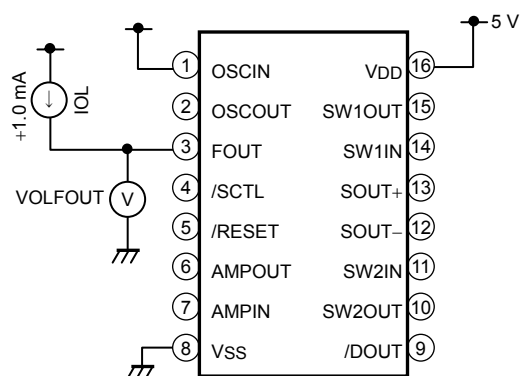 5 V
+1.0 mA
IOL
VOLFOUT
V
1 OSCIN
2 OSCOUT
3 FOUT
4 /SCTL
5 /RESET
6 AMPOUT
7 AMPIN
8 VSS
VDD 16
SW1OUT 15
SW1IN 14
SOUT+ 13
SOUT− 12
SW2IN 11
SW2OUT 10
/DOUT 9